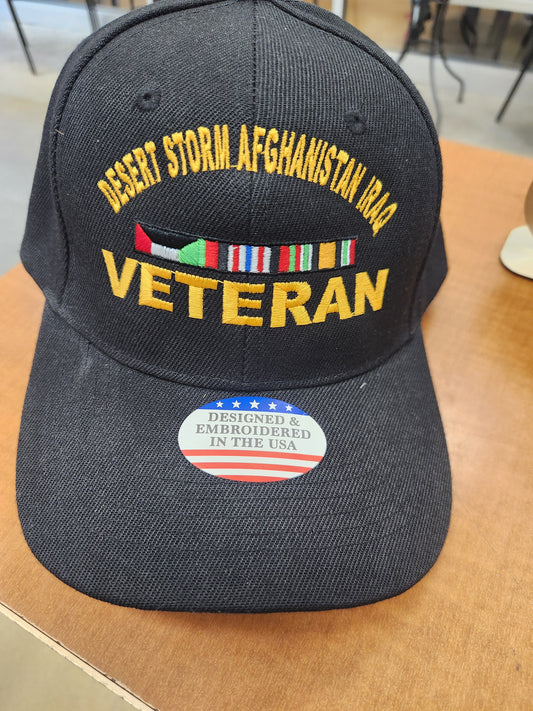 DESERT STORM AFGHANISTAN IRAQ
VETERAN
DESIGNED &
EMBROIDERED
IN THE USA